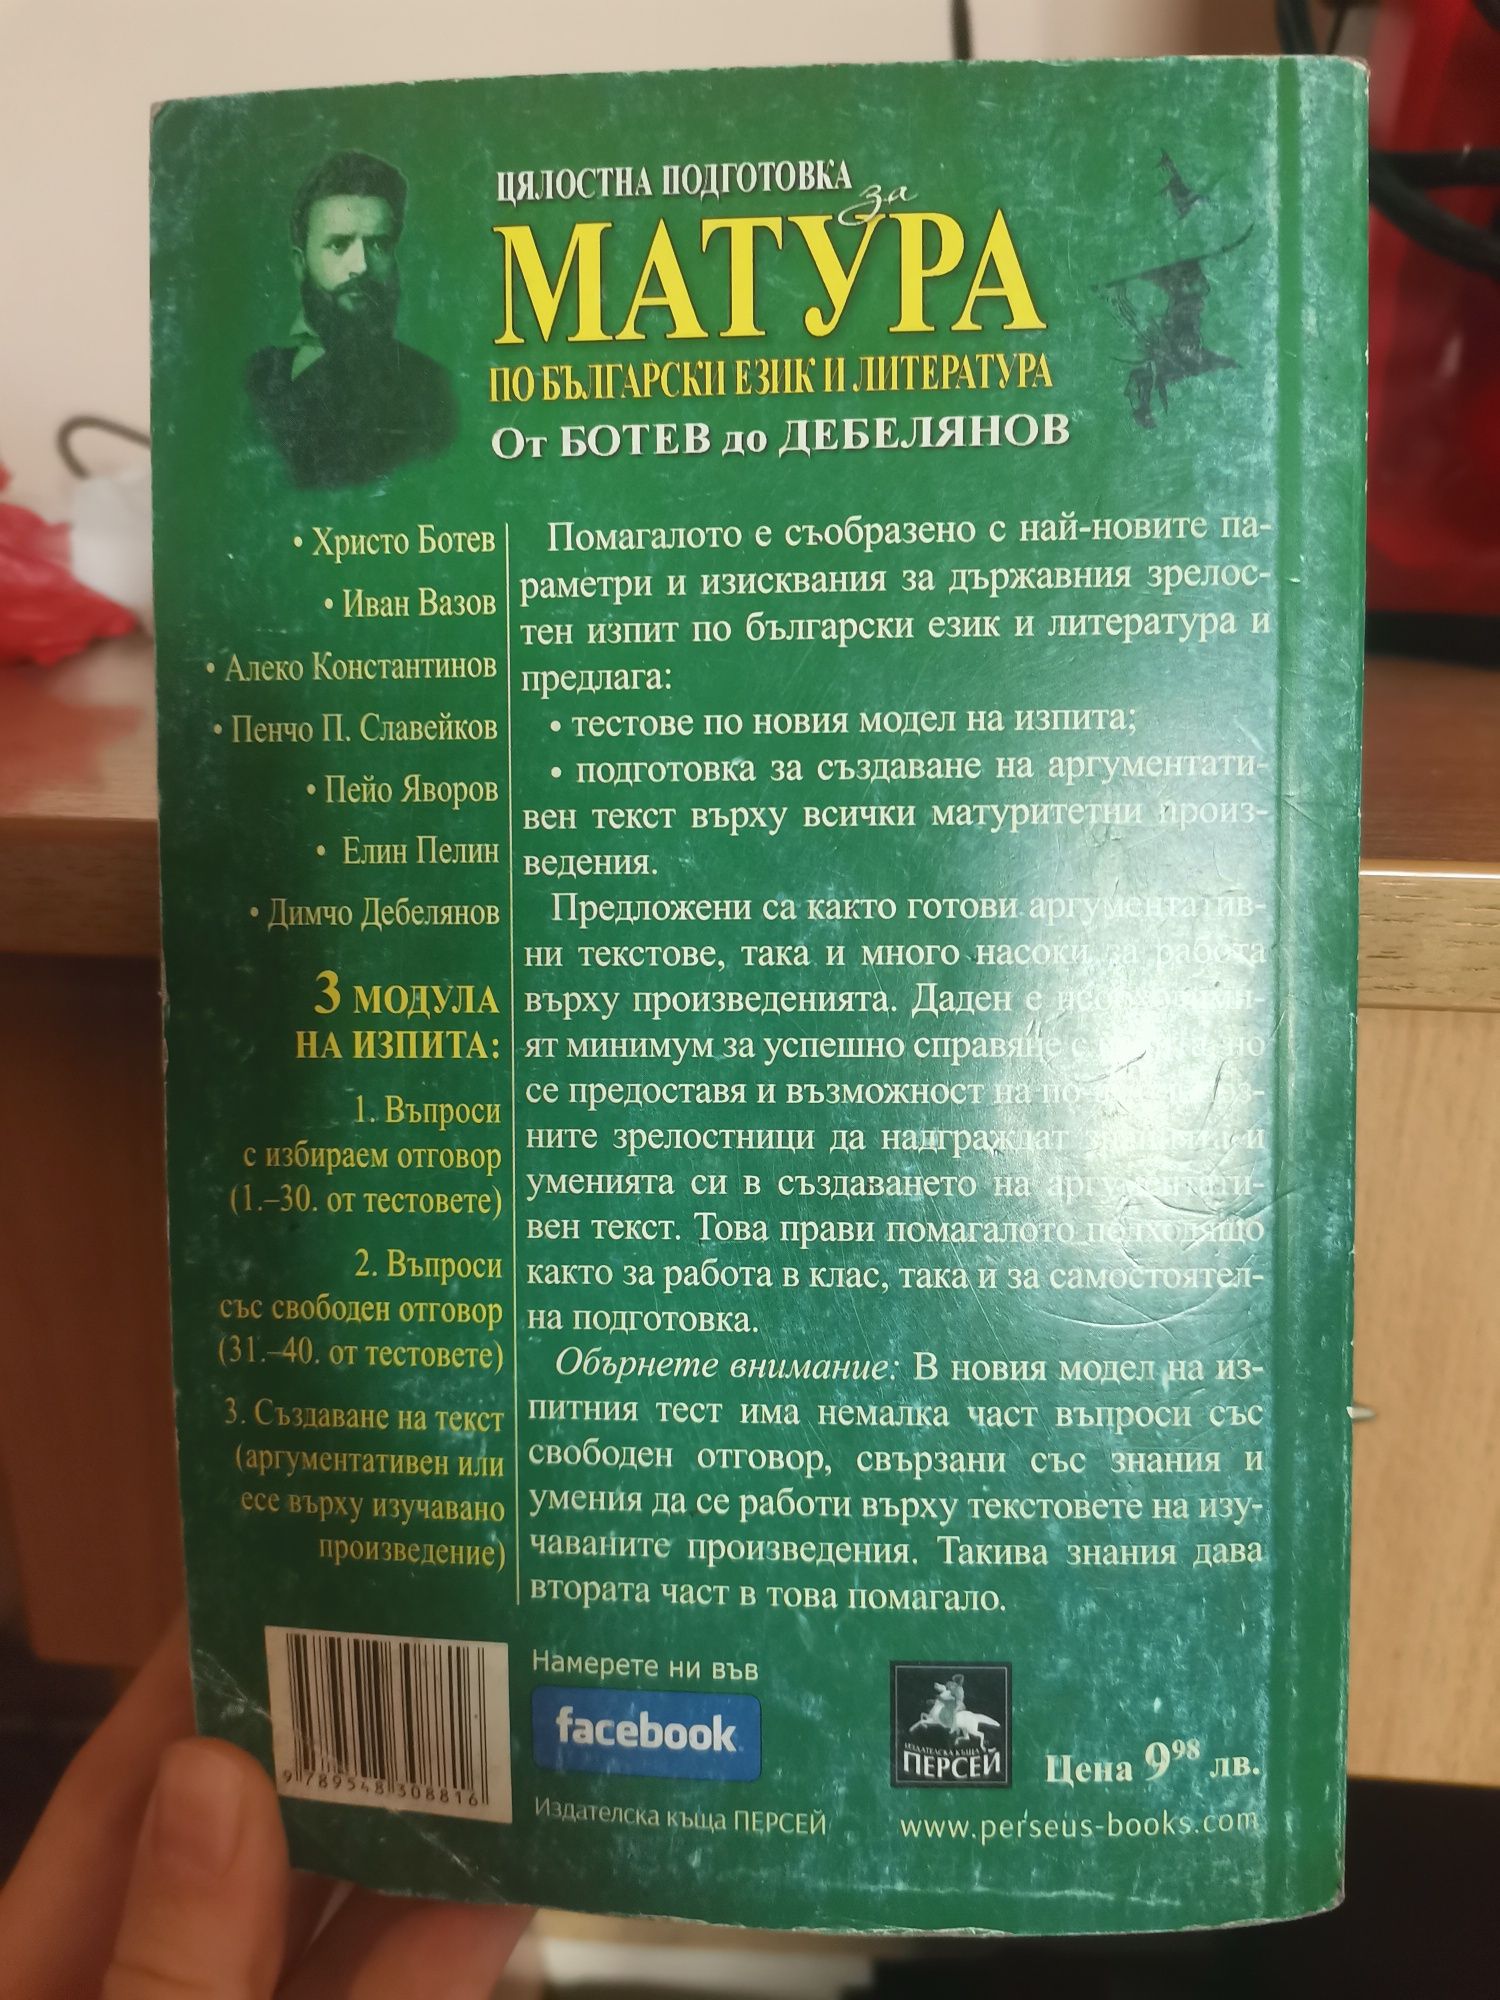 ЦЯЛОСТНА ПОДГОТОВКА
за
МАТУРА
ПО БЪЛГАРСКИ ЕЗИК И ЛИТЕРАТУРА
От БОТЕВ до ДЕБЕЛЯНОВ
• Христо Ботев
• Иван Вазов
• Алеко Константинов
• Пенчо П. Славейков
• Пейо Яворов
• Елин Пелин
• Димчо Дебелянов
3 МОДУЛА
НА ИЗПИТА:
1. Въпроси
с избираем отговор
(1.–30. от тестовете)
2. Въпроси
със свободен отговор
(31.–40. от тестовете)
3. Създаване на текст
(аргументативен или
есе върху изучавано
произведение)
Помагалото е съобразено с най-новите па-
раметри и изисквания за държавния зрелос-
тен изпит по български език и литература и
предлага:
• тестове по новия модел на изпита;
• подготовка за създаване на аргументати-
вен текст върху всички матуритетни произ-
ведения.
Предложени са както готови аргументатив-
ни текстове, така и много насоки за работа
върху произведенията. Даден е необходими-
ят минимум за успешно справяне с но
се предоставя и възможност на
ните зрелостници да надграждат знанията и
уменията си в създаването на аргументати-
вен текст. Това прави помагалото подходящо
както за работа в клас, така и за самостоятел-
на подготовка.
Обърнете внимание: В новия модел на из-
питния тест има немалка част въпроси със
свободен отговор, свързани със знания и
умения да се работи върху текстовете на изу-
чаваните произведения. Такива знания дава
втората част в това помагало.
9 789548 308816
Намерете ни във
facebook
Издателска къща ПЕРСЕЙ
ИЗДАТЕЛСКА КЪЩА
ПЕРСЕЙ
Цена 9 98 лв.
www.perseus-books.com